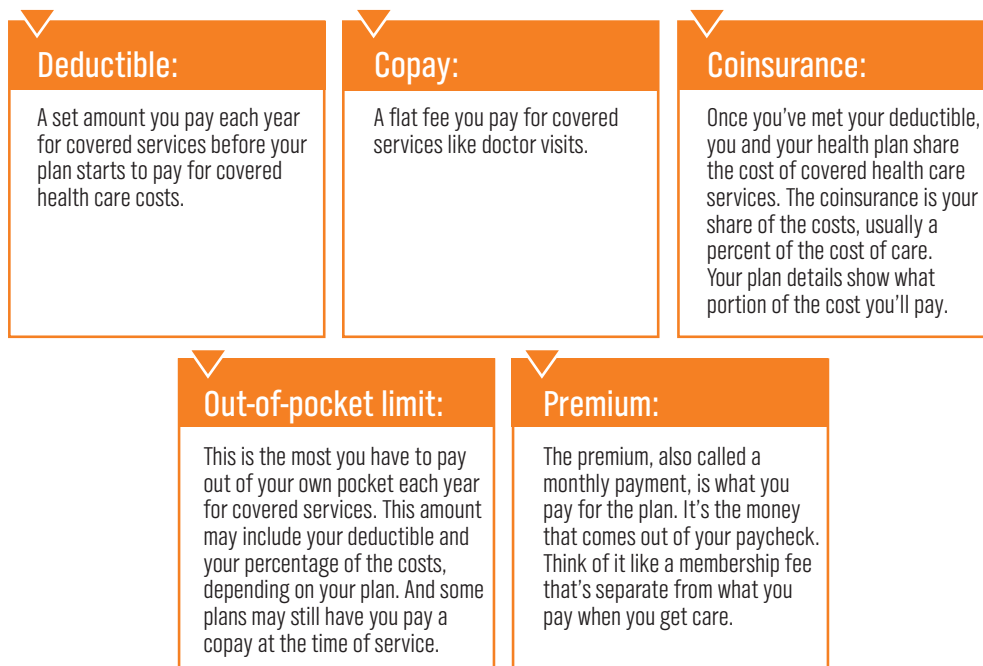 Deductible:
A set amount you pay each year
for covered services before your
plan starts to pay for covered
health care costs.
Copay:
A flat fee you pay for covered
services like doctor visits.
Coinsurance:
Once you’ve met your deductible,
you and your health plan share
the cost of covered health care
services. The coinsurance is your
share of the costs, usually a
percent of the cost of care.
Your plan details show what
portion of the cost you’ll pay.
Out-of-pocket limit:
This is the most you have to pay
out of your own pocket each year
for covered services. This amount
may include your deductible and
your percentage of the costs,
depending on your plan. And some
plans may still have you pay a
copay at the time of service.
Premium:
The premium, also called a
monthly payment, is what you
pay for the plan. It’s the money
that comes out of your paycheck.
Think of it like a membership fee
that’s separate from what you
pay when you get care.